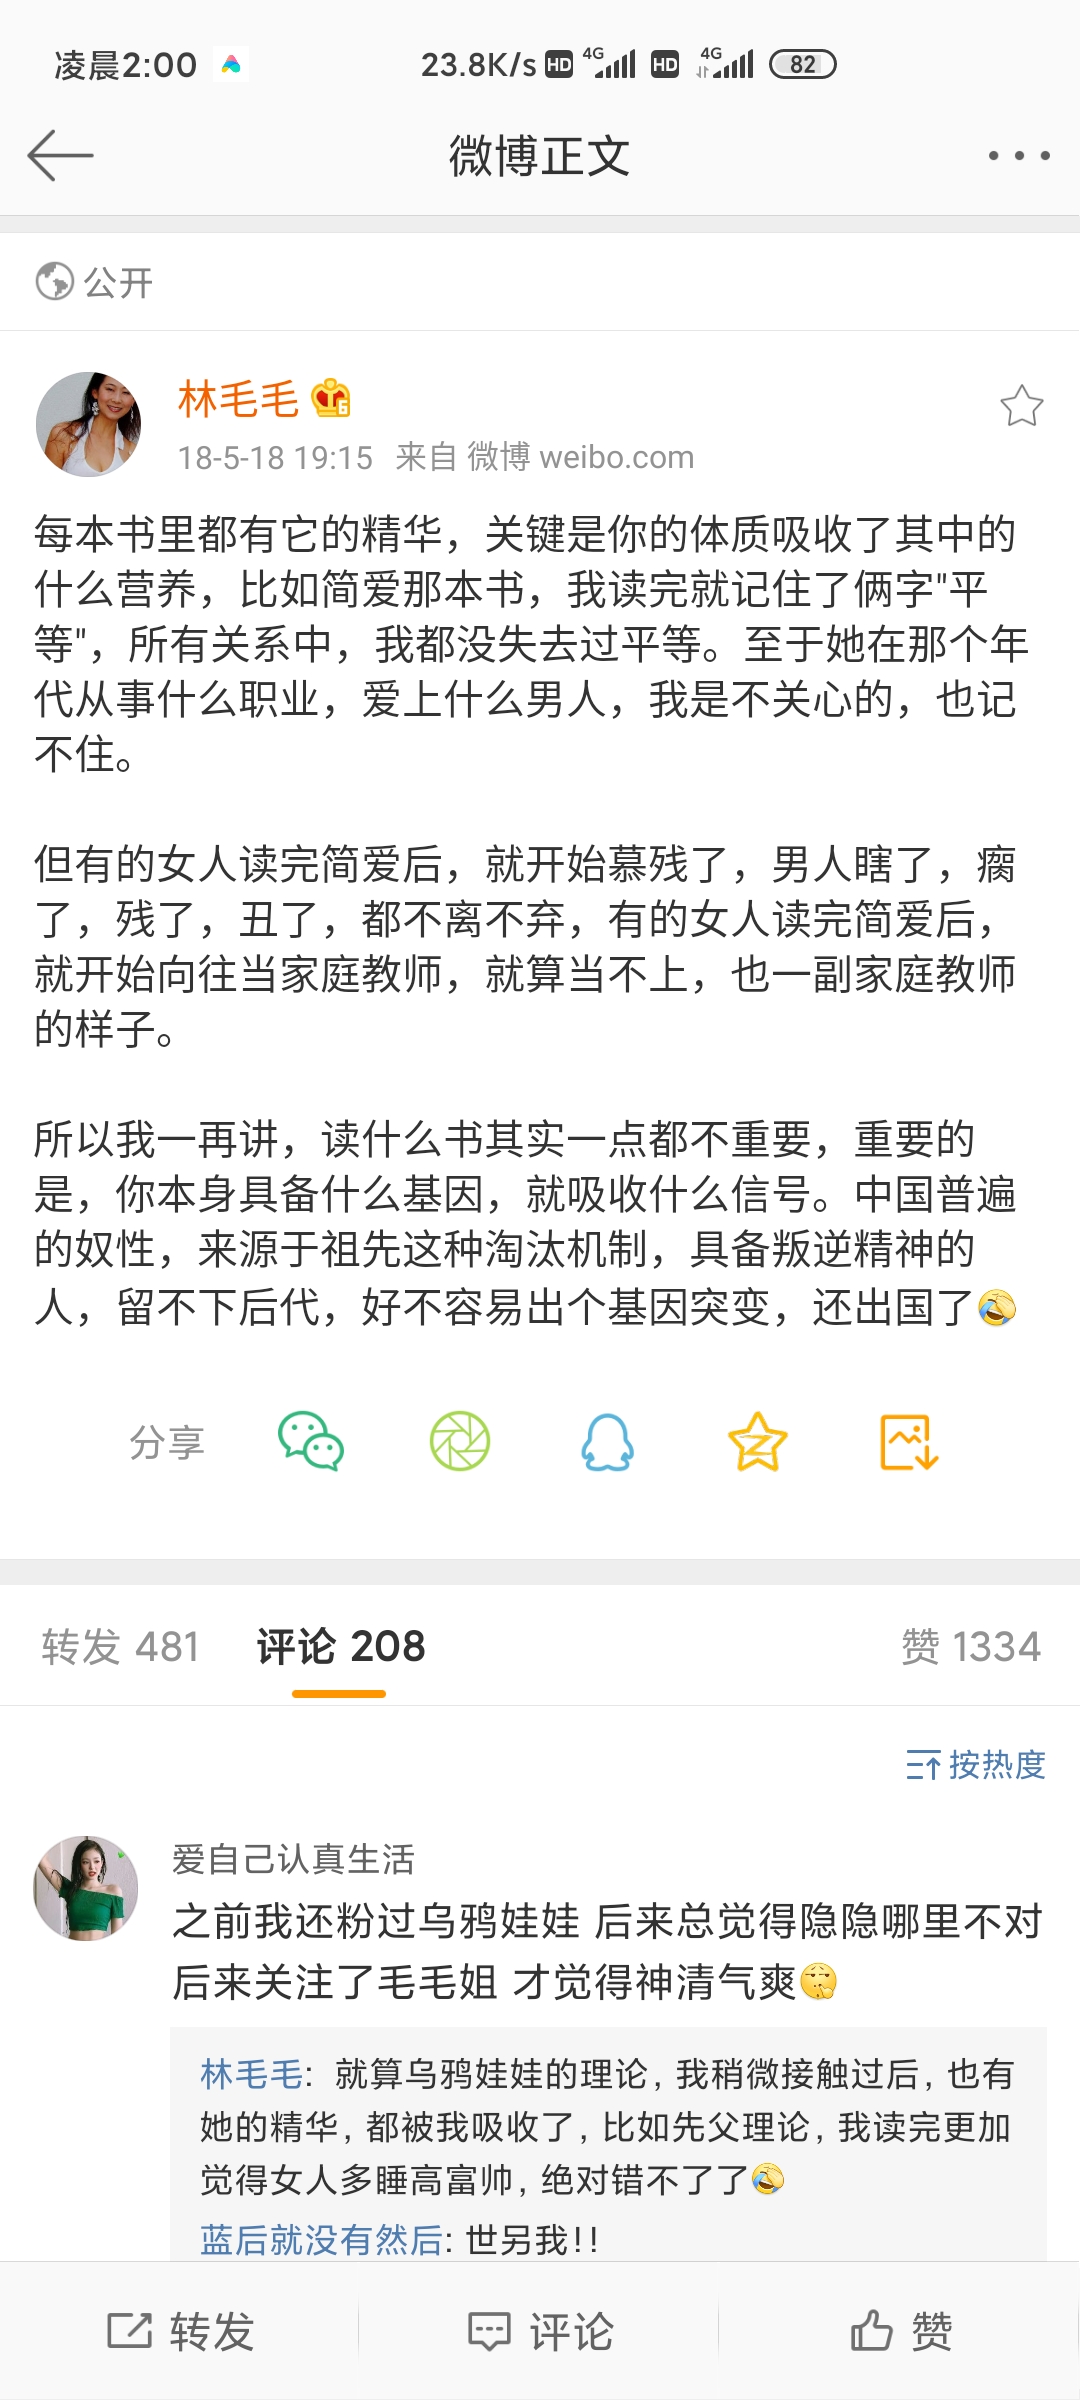 凌晨2:00 23.8K/s HD 4G HD 4G 82
微博正文
公开
林毛毛 6
18-5-18 19:15 来自 微博 weibo.com
每本书里都有它的精华，关键是你的体质吸收了其中的
什么营养，比如简爱那本书，我读完就记住了俩字"平
等"，所有关系中，我都没失去过平等。至于她在那个年
代从事什么职业，爱上什么男人，我是不关心的，也记
不住。
但有的女人读完简爱后，就开始慕残了，男人瞎了，瘸
了，残了，丑了，都不离不弃，有的女人读完简爱后，
就开始向往当家庭教师，就算当不上，也一副家庭教师
的样子。
所以我一再讲，读什么书其实一点都不重要，重要的
是，你本身具备什么基因，就吸收什么信号。中国普遍
的奴性，来源于祖先这种淘汰机制，具备叛逆精神的
人，留不下后代，好不容易出个基因突变，还出国了🤣
分享
转发 481 评论 208 赞 1334
按热度
爱自己认真生活
之前我还粉过乌鸦娃娃 后来总觉得隐隐哪里不对
后来关注了毛毛姐 才觉得神清气爽
林毛毛: 就算乌鸦娃娃的理论, 我稍微接触过后, 也有
她的精华, 都被我吸收了, 比如先父理论, 我读完更加
觉得女人多睡高富帅, 绝对错不了了🤣
蓝后就没有然后: 世另我!!
转发 评论 赞